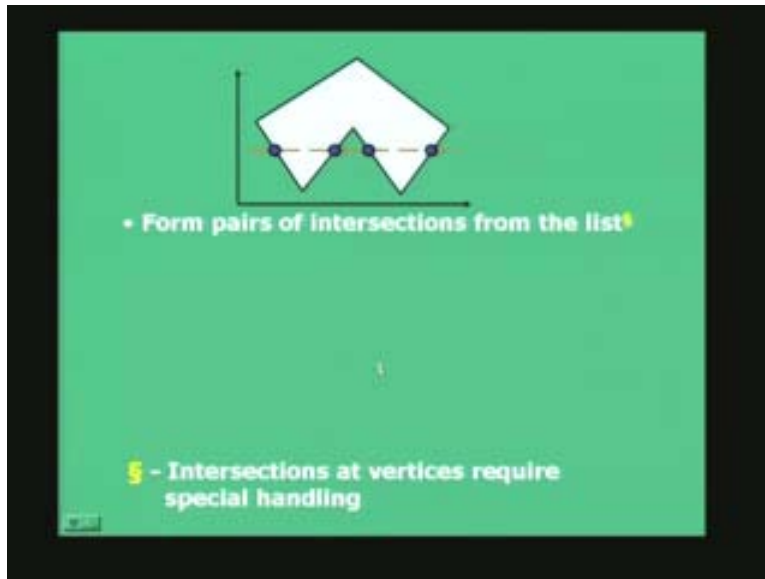 • Form pairs of intersections from the list§
§ – Intersections at vertices require
special handling